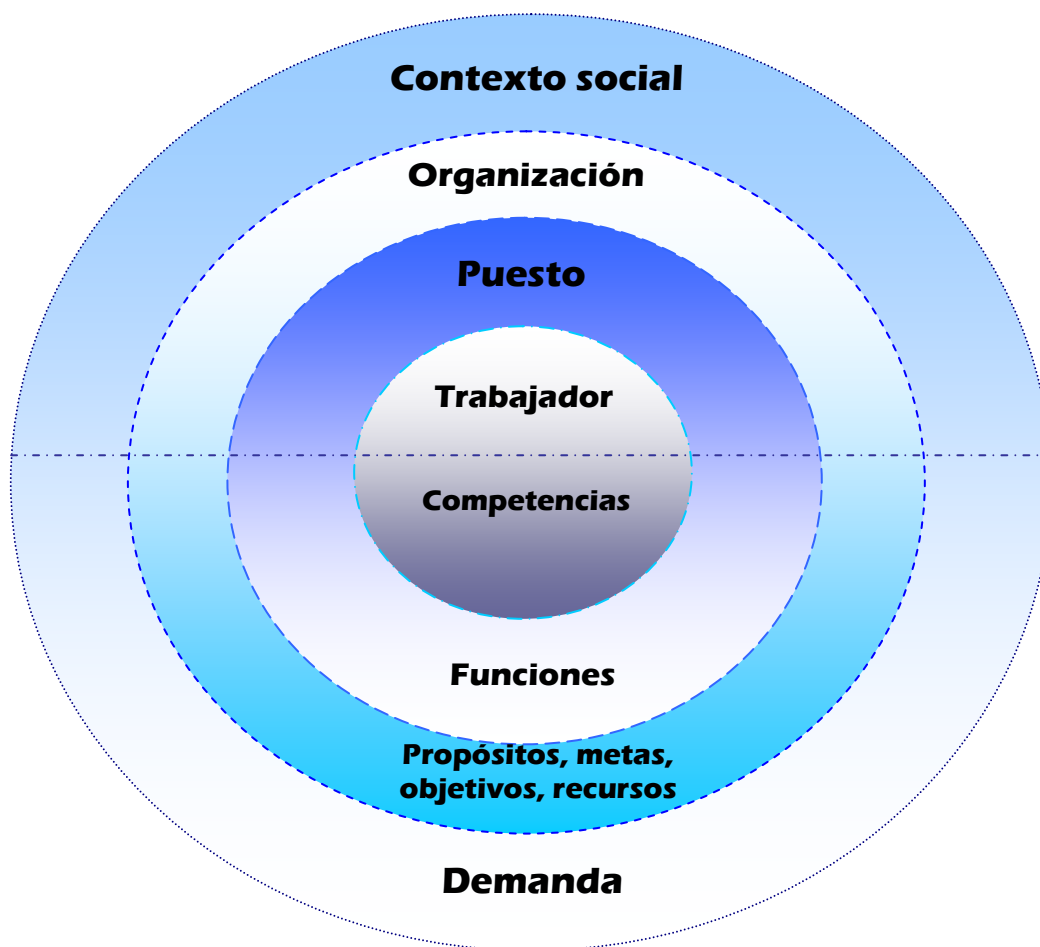 Contexto social
Organización
Puesto
Trabajador
Competencias
Funciones
Propósitos, metas,
objetivos, recursos
Demanda